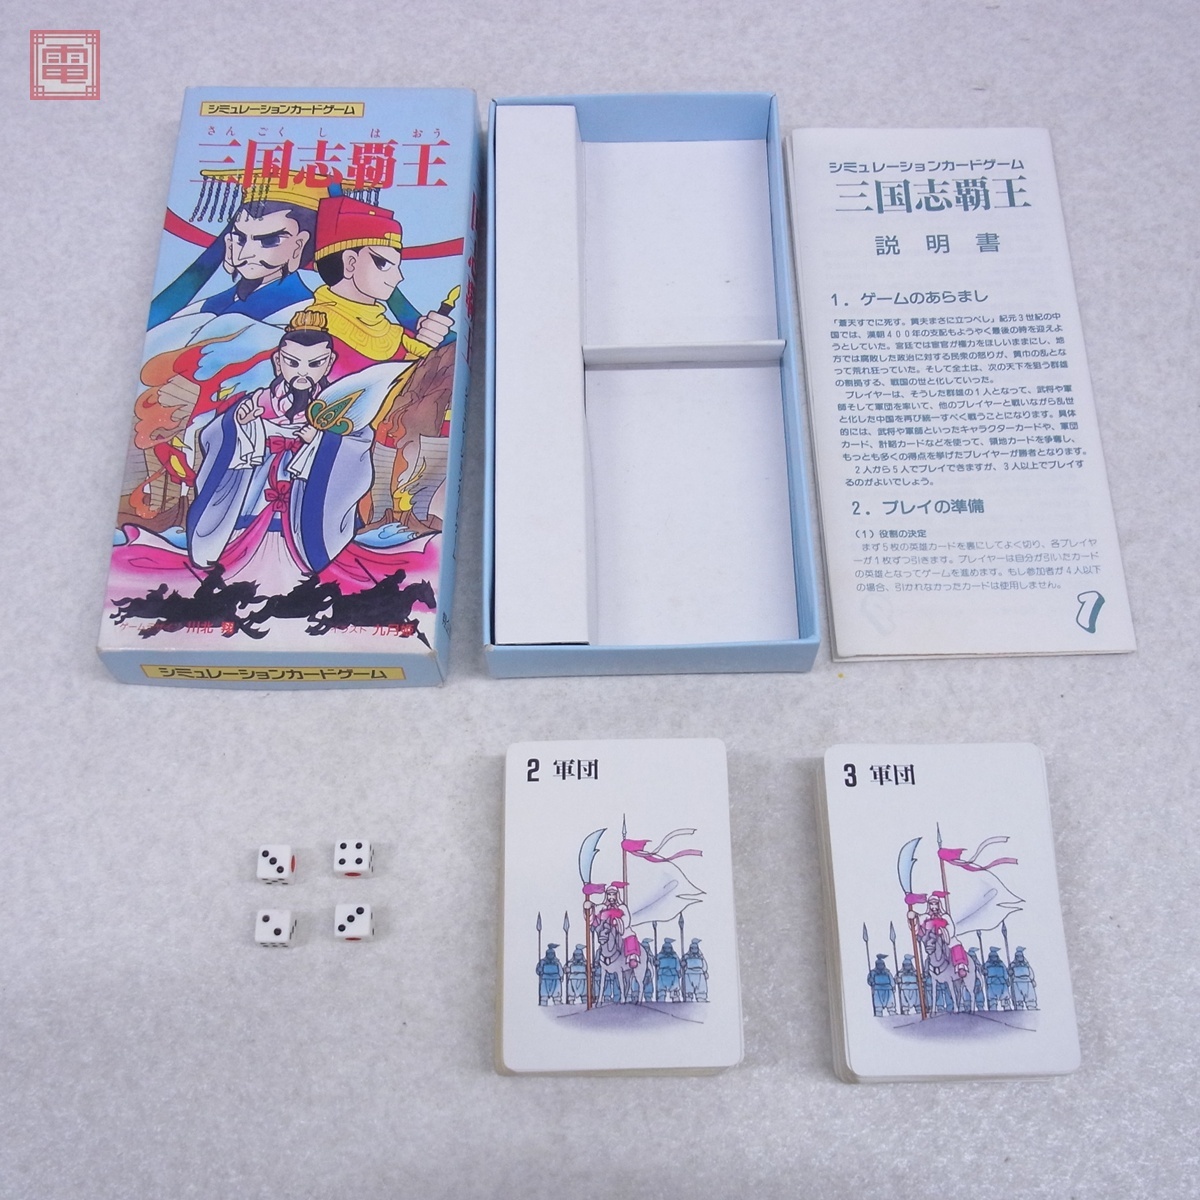 電
シミュレーションカードゲーム
さんごくしはおう
三国志覇王
川北 翔
イラスト 九月姫
シミュレーションカードゲーム
シミュレーションカードゲーム
三国志覇王
説明書
1. ゲームのあらまし
「蒼天すでに死す。黄夫まさに立つべし」紀元3世紀の中
国では、漢朝400年の支配もようやく最後の時を迎えよ
うとしていた。宮廷では宦官が権力をほしいままにし、地
方では腐敗した政治に対する民衆の怒りが、黄巾の乱とな
って荒れ狂っていた。そして全土は、次の天下を狙う群雄
の割拠する、戦国の世と化していった。
プレイヤーは、そうした群雄の1人となって、武将や軍
師そして軍団を率いて、他のプレイヤーと戦いながら乱世
と化した中国を再び統一すべく戦うことになります。具体
的には、武将や軍師といったキャラクターカードや、軍団
カード、計略カードなどを使って、領地カードを争奪し、
もっとも多くの得点を挙げたプレイヤーが勝者となります。
2人から5人でプレイできますが、3人以上でプレイす
るのがよいでしょう。
2. プレイの準備
(1) 役割の決定
まず5枚の英雄カードを裏にしてよく切り、各プレイヤ
ーが1枚ずつ引きます。プレイヤーは自分が引いたカード
の英雄となってゲームを進めます。もし参加者が4人以下
の場合、引かれなかったカードは使用しません。
1
2 軍団
3 軍団